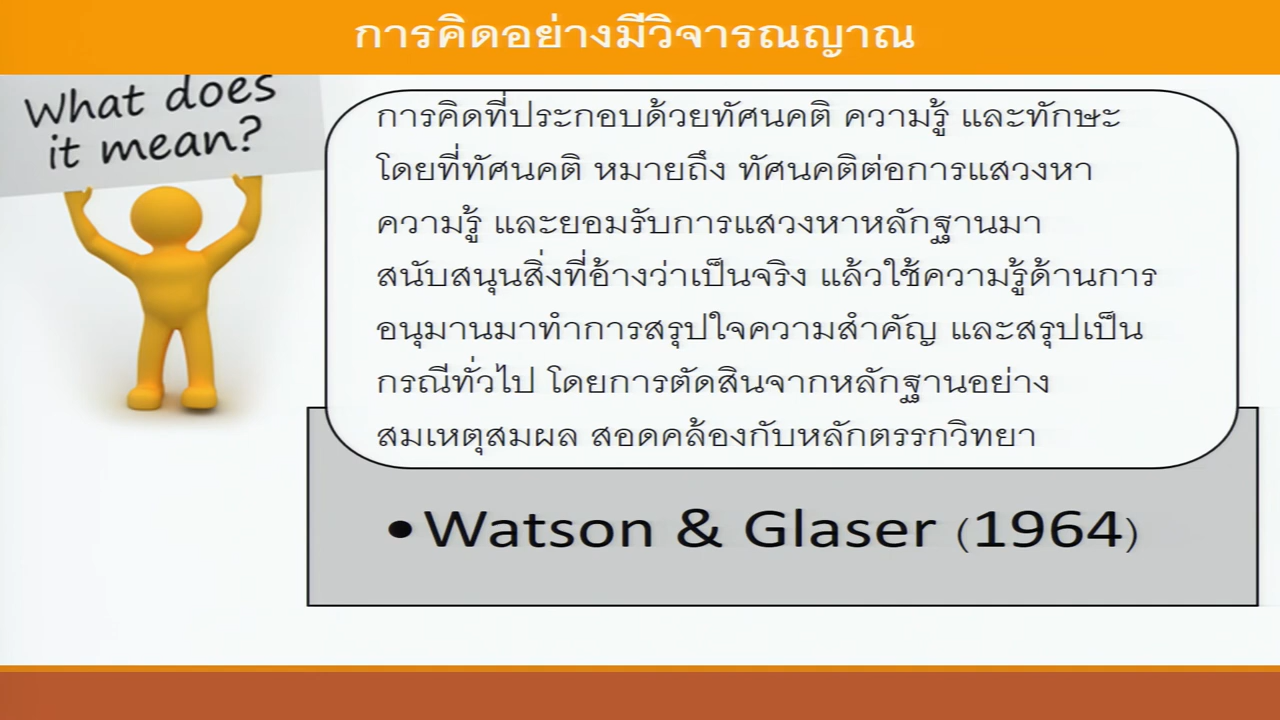 การคิดอย่างมีวิจารณญาณ
What does
it mean?
การคิดที่ประกอบด้วยทัศนคติ ความรู้ และทักษะ
โดยที่ทัศนคติ หมายถึง ทัศนคติต่อการแสวงหา
ความรู้ และยอมรับการแสวงหาหลักฐานมา
สนับสนุนสิ่งที่อ้างว่าเป็นจริง แล้วใช้ความรู้ด้านการ
อนุมานมาทำการสรุปใจความสำคัญ และสรุปเป็น
กรณีทั่วไป โดยการตัดสินจากหลักฐานอย่าง
สมเหตุสมผล สอดคล้องกับหลักตรรกวิทยา
•Watson & Glaser (1964)